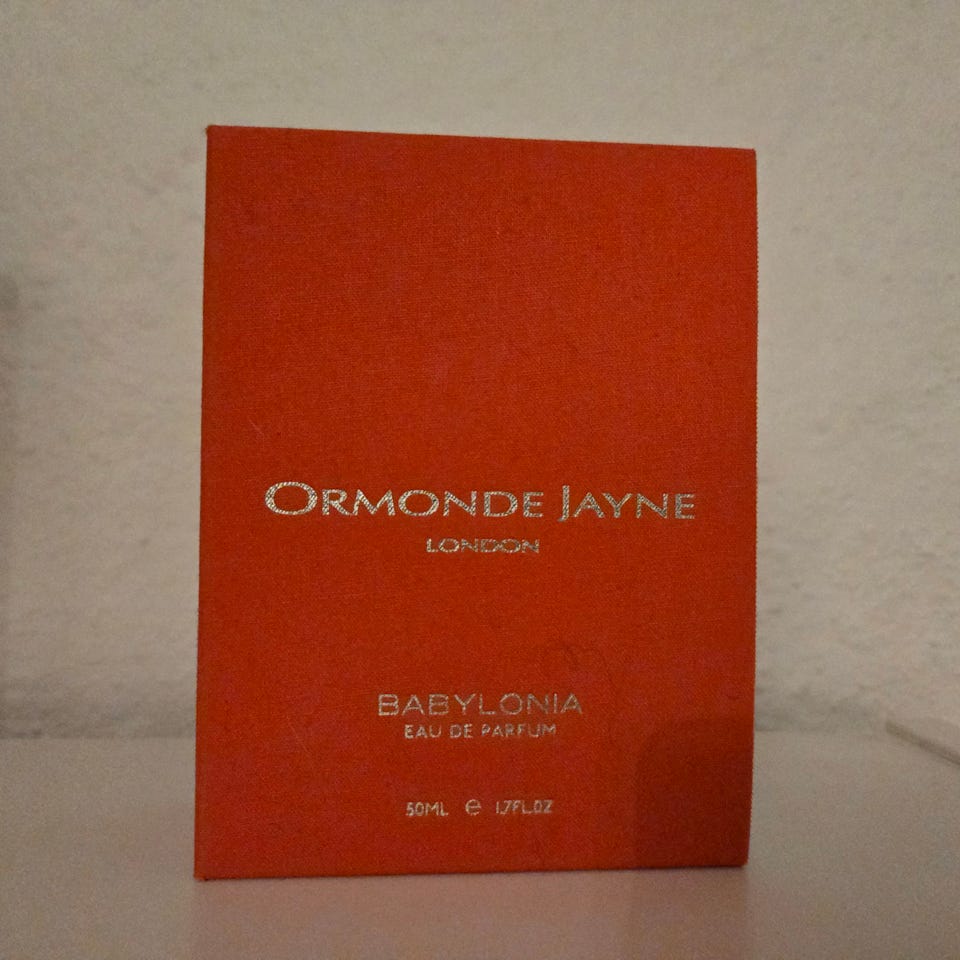 ORMONDE JAYNE
LONDON
BABYLONIA
EAU DE PARFUM
50ML e 1.7FL.OZ